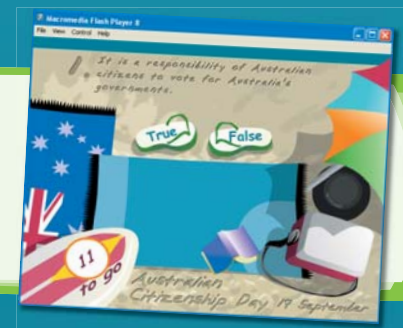 Macromedia Flash Player 8
File View Control Help
It is a responsibility of Australian
citizens to vote for Australia's
governments.
True False
11
to go
Australian
Citizenship Day 17 September